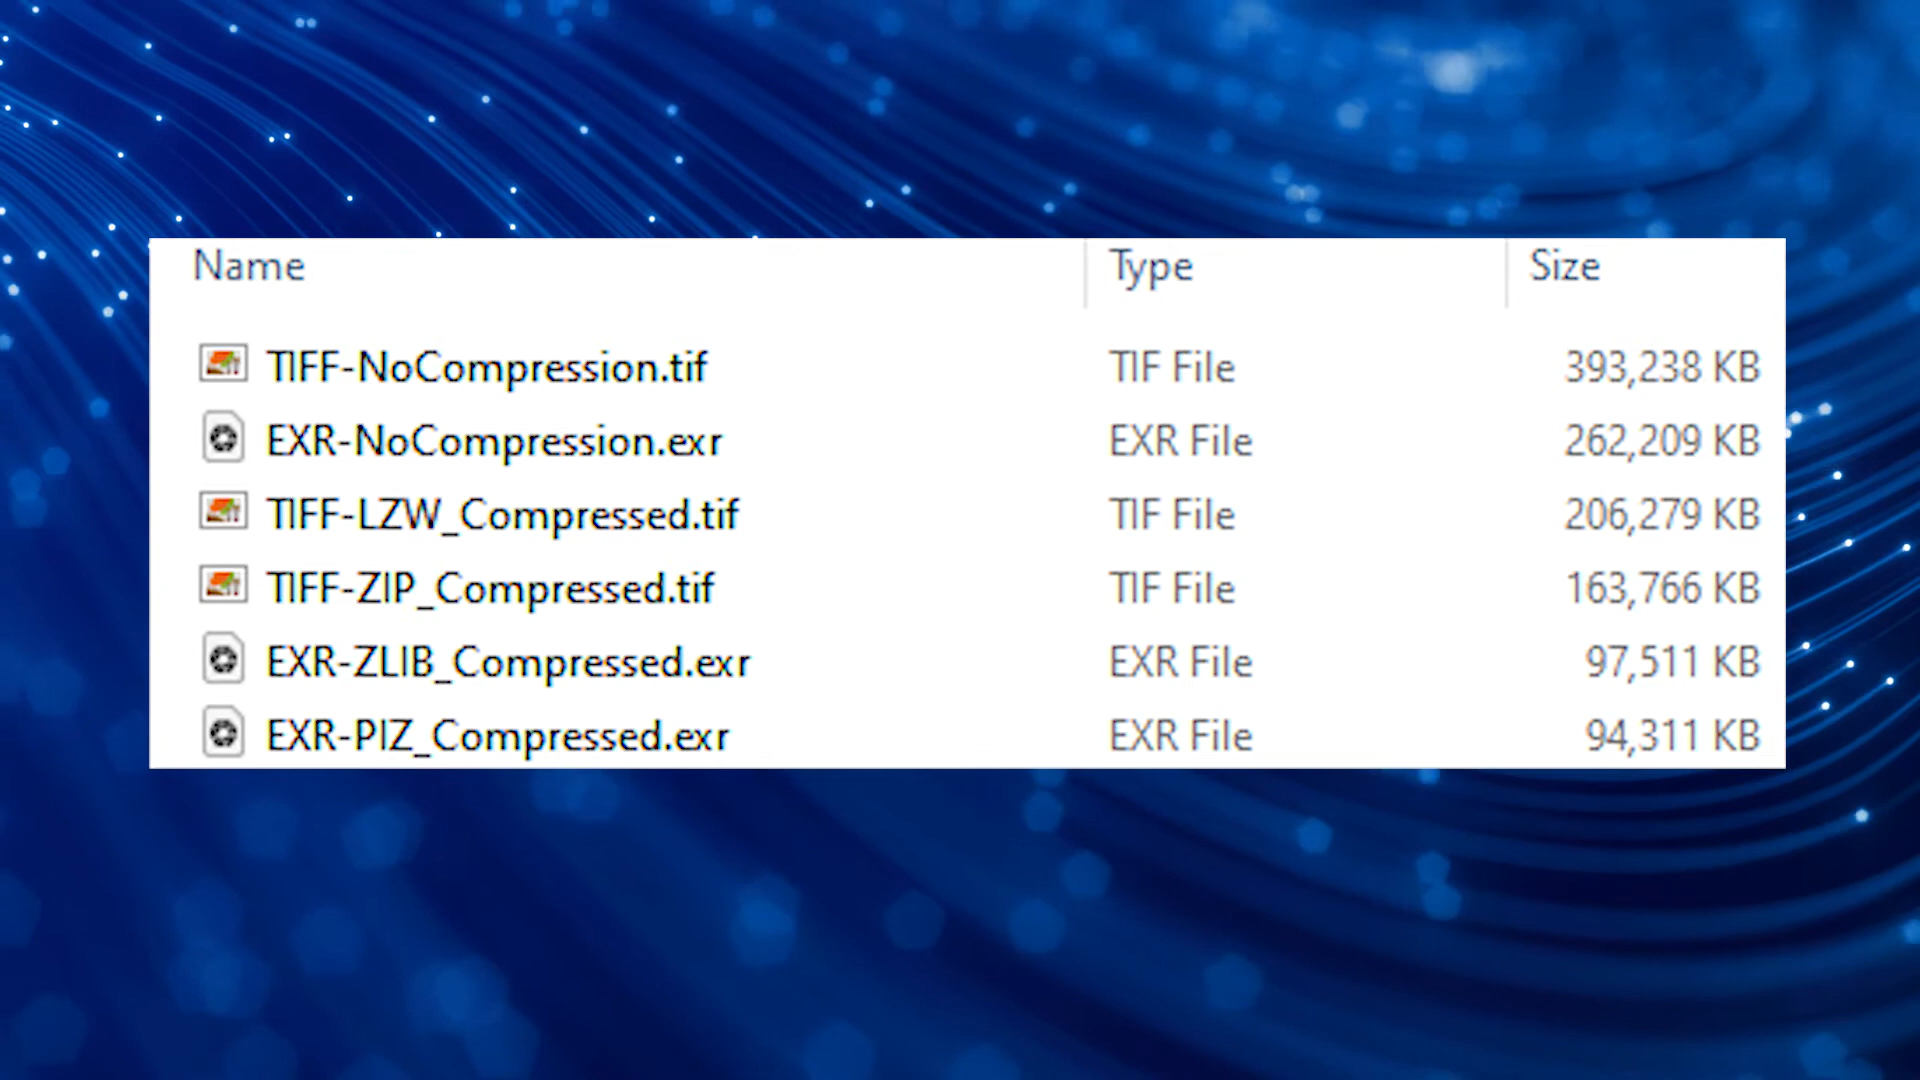 Name Type Size
TIFF-NoCompression.tif TIF File 393,238 KB
EXR-NoCompression.exr EXR File 262,209 KB
TIFF-LZW_Compressed.tif TIF File 206,279 KB
TIFF-ZIP_Compressed.tif TIF File 163,766 KB
EXR-ZLIB_Compressed.exr EXR File 97,511 KB
EXR-PIZ_Compressed.exr EXR File 94,311 KB